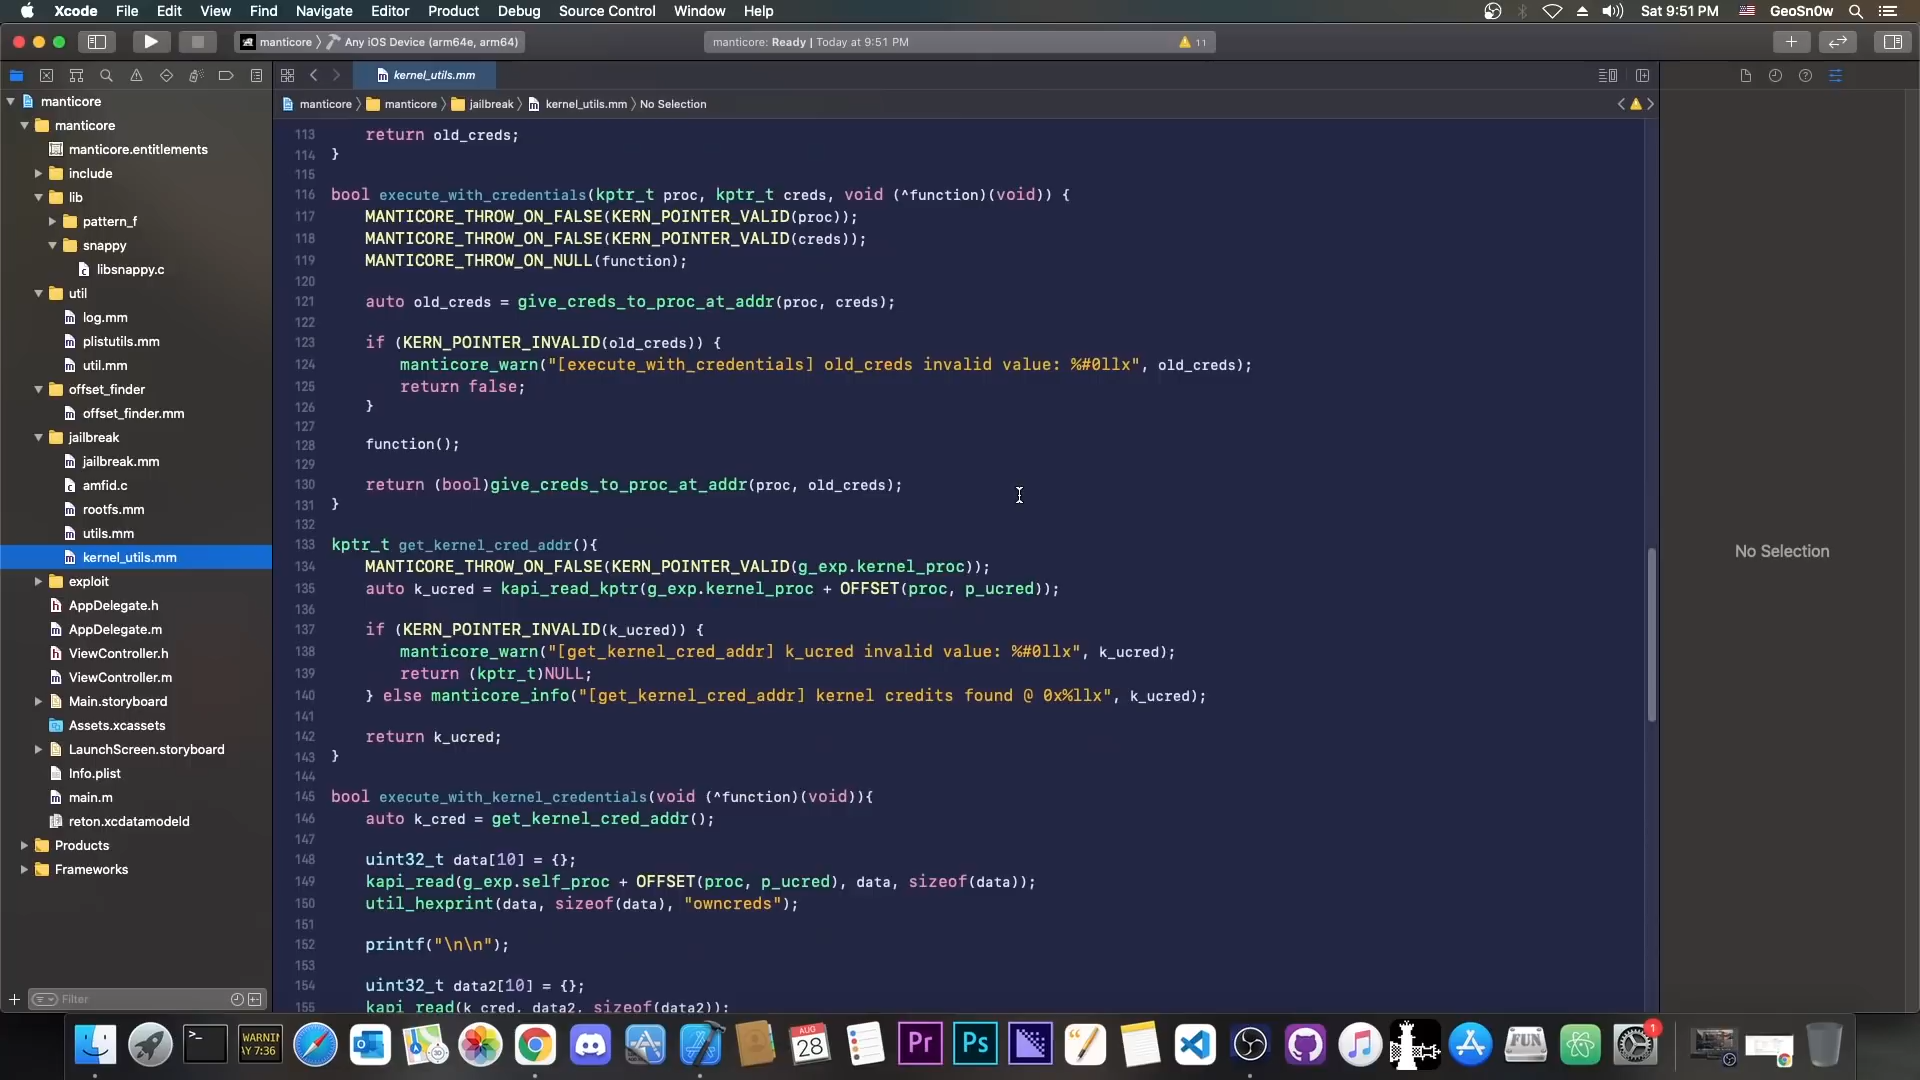 Xcode File Edit View Find Navigate Editor Product Debug Source Control Window Help Sat 9:51 PM GeoSn0w
manticore Any iOS Device (arm64e, arm64) manticore: Ready | Today at 9:51 PM 11
kernel_utils.mm
manticore manticore jailbreak kernel_utils.mm No Selection
manticore
manticore
manticore.entitlements
include
lib
pattern_f
snappy
libsnappy.c
util
log.mm
plistutils.mm
util.mm
offset_finder
offset_finder.mm
jailbreak
jailbreak.mm
amfid.c
rootfs.mm
utils.mm
kernel_utils.mm
exploit
AppDelegate.h
AppDelegate.m
ViewController.h
ViewController.m
Main.storyboard
Assets.xcassets
LaunchScreen.storyboard
Info.plist
main.m
reton.xcdatamodeld
Products
Frameworks
Filter
113 return old_creds;
114 }
115
116 bool execute_with_credentials(kptr_t proc, kptr_t creds, void (^function)(void)) {
117 MANTICORE_THROW_ON_FALSE(KERN_POINTER_VALID(proc));
118 MANTICORE_THROW_ON_FALSE(KERN_POINTER_VALID(creds));
119 MANTICORE_THROW_ON_NULL(function);
120
121 auto old_creds = give_creds_to_proc_at_addr(proc, creds);
122
123 if (KERN_POINTER_INVALID(old_creds)) {
124 manticore_warn("[execute_with_credentials] old_creds invalid value: %#0llx", old_creds);
125 return false;
126 }
127
128 function();
129
130 return (bool)give_creds_to_proc_at_addr(proc, old_creds);
131 }
132
133 kptr_t get_kernel_cred_addr(){
134 MANTICORE_THROW_ON_FALSE(KERN_POINTER_VALID(g_exp.kernel_proc));
135 auto k_ucred = kapi_read_kptr(g_exp.kernel_proc + OFFSET(proc, p_ucred));
136
137 if (KERN_POINTER_INVALID(k_ucred)) {
138 manticore_warn("[get_kernel_cred_addr] k_ucred invalid value: %#0llx", k_ucred);
139 return (kptr_t)NULL;
140 } else manticore_info("[get_kernel_cred_addr] kernel credits found @ 0x%llx", k_ucred);
141
142 return k_ucred;
143 }
144
145 bool execute_with_kernel_credentials(void (^function)(void)){
146 auto k_cred = get_kernel_cred_addr();
147
148 uint32_t data[10] = {};
149 kapi_read(g_exp.self_proc + OFFSET(proc, p_ucred), data, sizeof(data));
150 util_hexprint(data, sizeof(data), "owncreds");
151
152 printf("\n\n");
153
154 uint32_t data2[10] = {};
155 kapi_read(k_cred, data2, sizeof(data2));
No Selection
WARNIN
AY 7:36
30
AUG
28
Pr
Ps
FUN
1